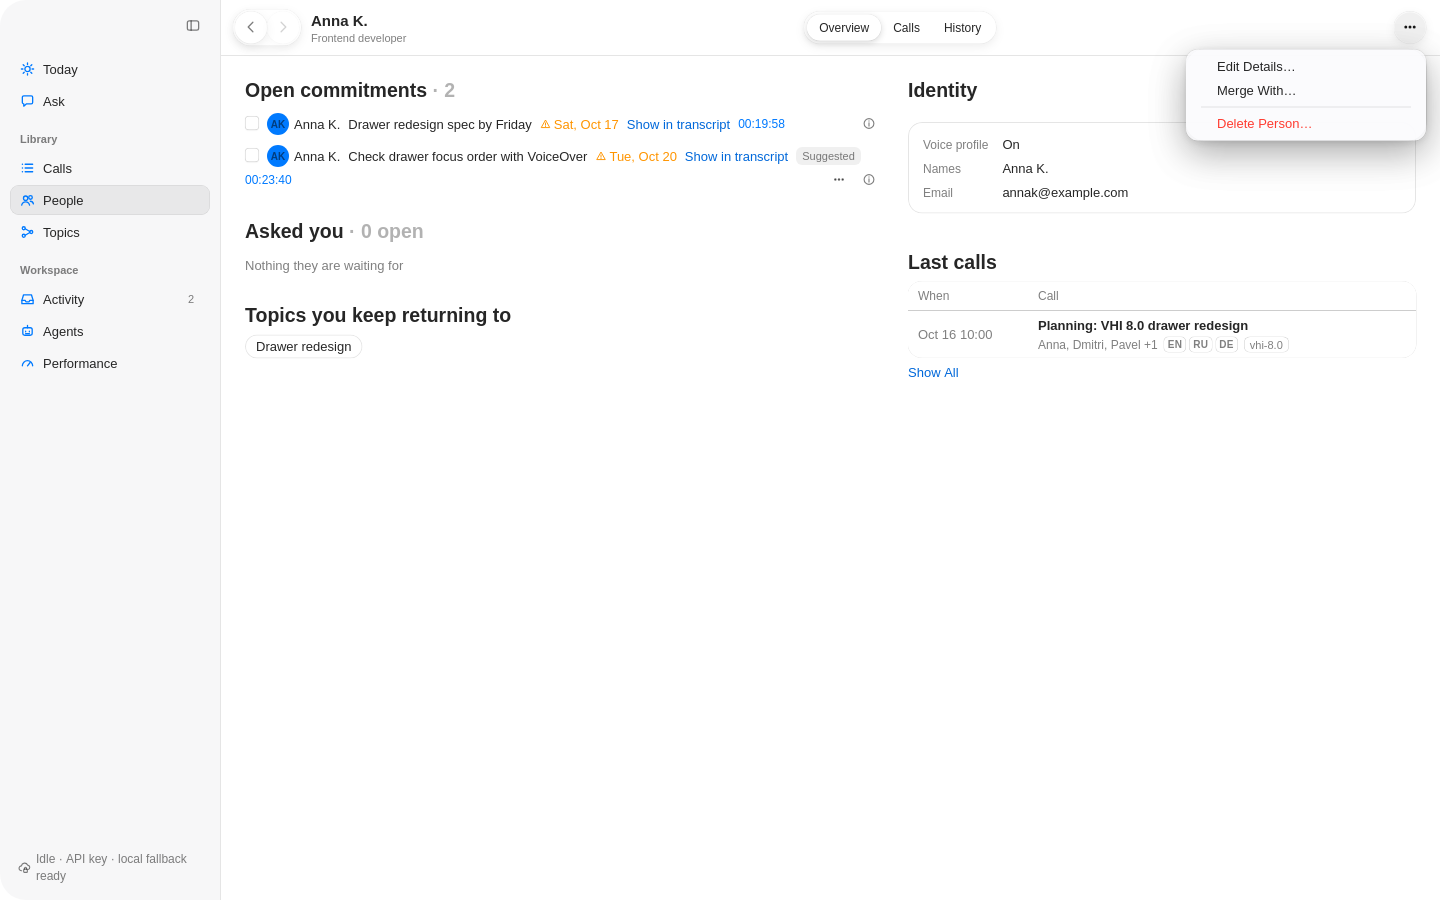 Today
Ask
Library
Calls
People
Topics
Workspace
Activity 2
Agents
Performance
Idle · API key · local fallback
ready
Anna K.
Frontend developer
Overview Calls History
Edit Details…
Merge With…
Delete Person…
Open commitments · 2
AK Anna K. Drawer redesign spec by Friday Sat, Oct 17 Show in transcript 00:19:58
AK Anna K. Check drawer focus order with VoiceOver Tue, Oct 20 Show in transcript Suggested
00:23:40
Asked you · 0 open
Nothing they are waiting for
Topics you keep returning to
Drawer redesign
Identity
Voice profile On
Names Anna K.
Email annak@example.com
Last calls
When Call
Oct 16 10:00 Planning: VHI 8.0 drawer redesign
Anna, Dmitri, Pavel +1 EN RU DE vhi-8.0
Show All